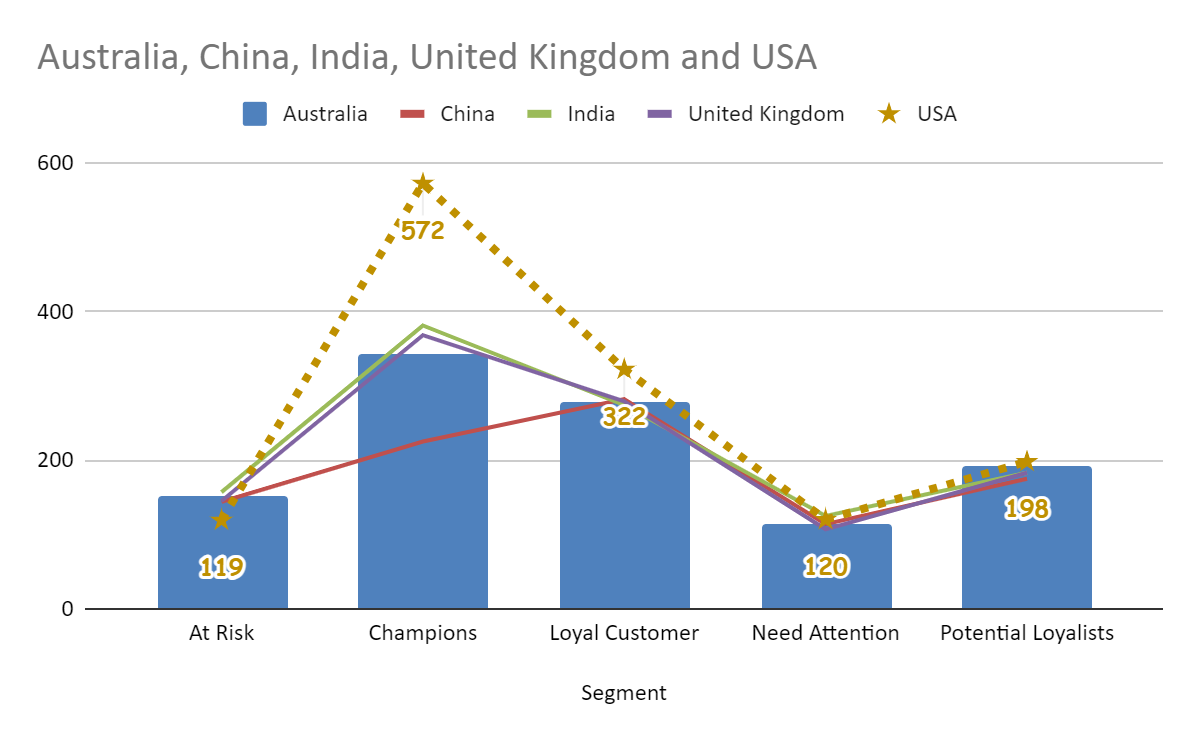 Australia, China, India, United Kingdom and USA
Australia China India United Kingdom USA
600
400
200
0
572
322
119
120
198
At Risk Champions Loyal Customer Need Attention Potential Loyalists
Segment